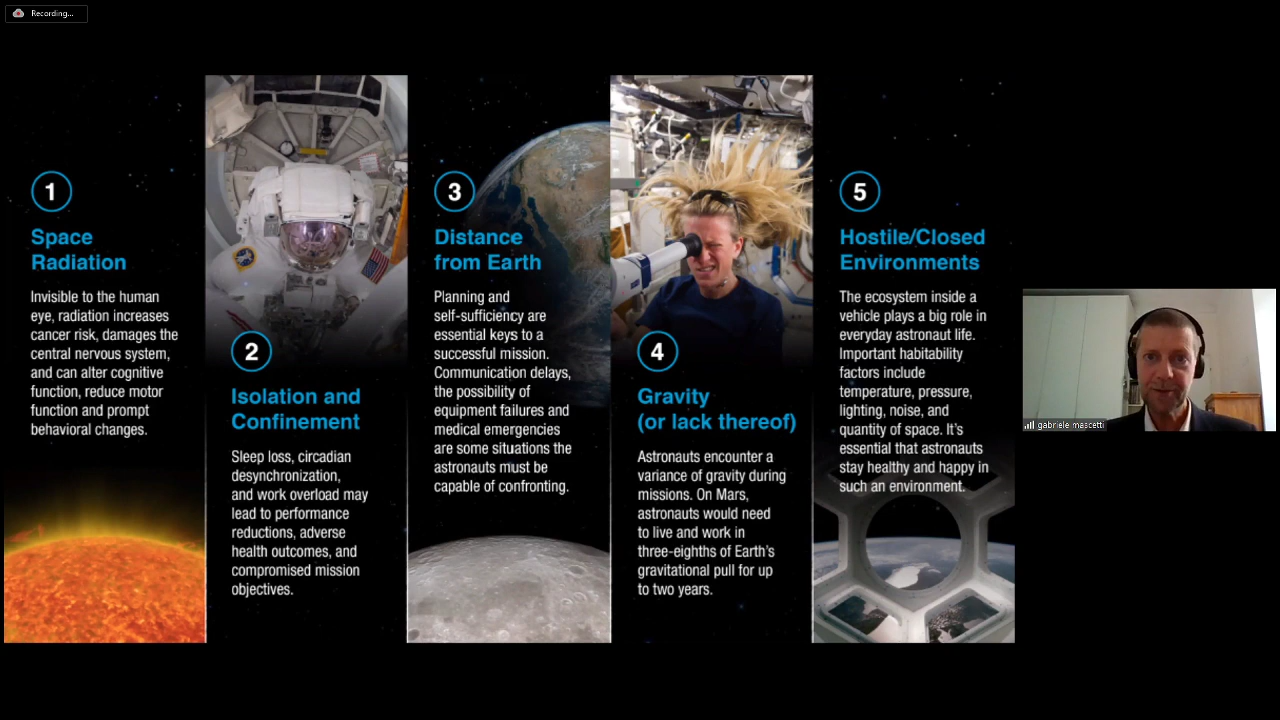 Recording...
1
Space
Radiation
Invisible to the human
eye, radiation increases
cancer risk, damages the
central nervous system,
and can alter cognitive
function, reduce motor
function and prompt
behavioral changes.
2
Isolation and
Confinement
Sleep loss, circadian
desynchronization,
and work overload may
lead to performance
reductions, adverse
health outcomes, and
compromised mission
objectives.
3
Distance
from Earth
Planning and
self-sufficiency are
essential keys to a
successful mission.
Communication delays,
the possibility of
equipment failures and
medical emergencies
are some situations the
astronauts must be
capable of confronting.
4
Gravity
(or lack thereof)
Astronauts encounter a
variance of gravity during
missions. On Mars,
astronauts would need
to live and work in
three-eighths of Earth's
gravitational pull for up
to two years.
5
Hostile/Closed
Environments
The ecosystem inside a
vehicle plays a big role in
everyday astronaut life.
Important habitability
factors include
temperature, pressure,
lighting, noise, and
quantity of space. It's
essential that astronauts
stay healthy and happy in
such an environment.
gabriele mascetti